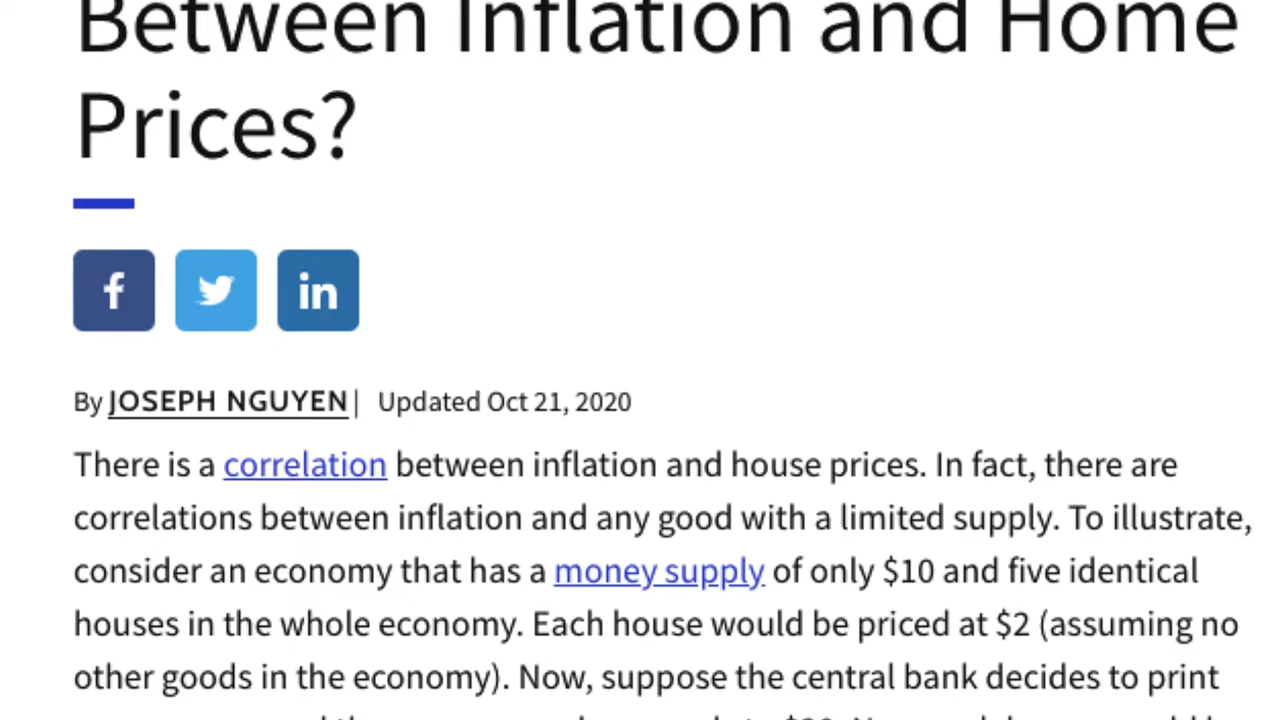 Between Inflation and Home
Prices?
f
in
By JOSEPH NGUYEN | Updated Oct 21, 2020
There is a correlation between inflation and house prices. In fact, there are
correlations between inflation and any good with a limited supply. To illustrate,
consider an economy that has a money supply of only $10 and five identical
houses in the whole economy. Each house would be priced at $2 (assuming no
other goods in the economy). Now, suppose the central bank decides to print